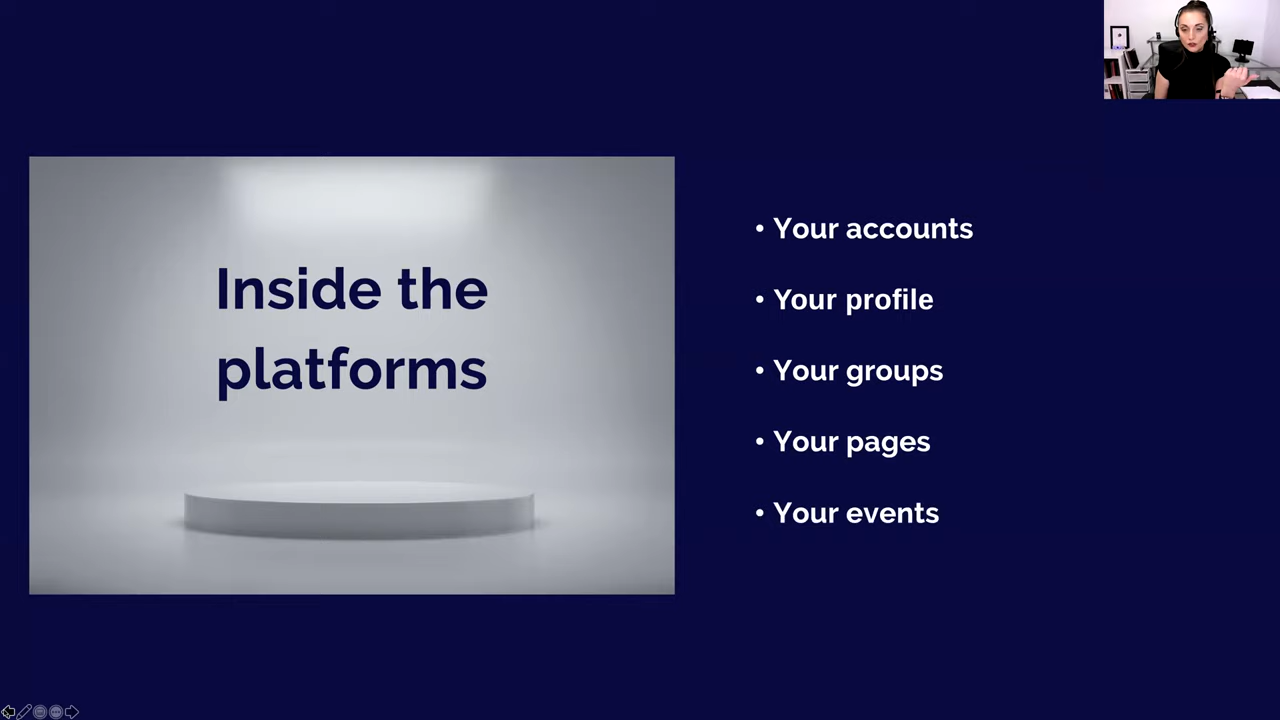 Inside the
platforms
• Your accounts
• Your profile
• Your groups
• Your pages
• Your events